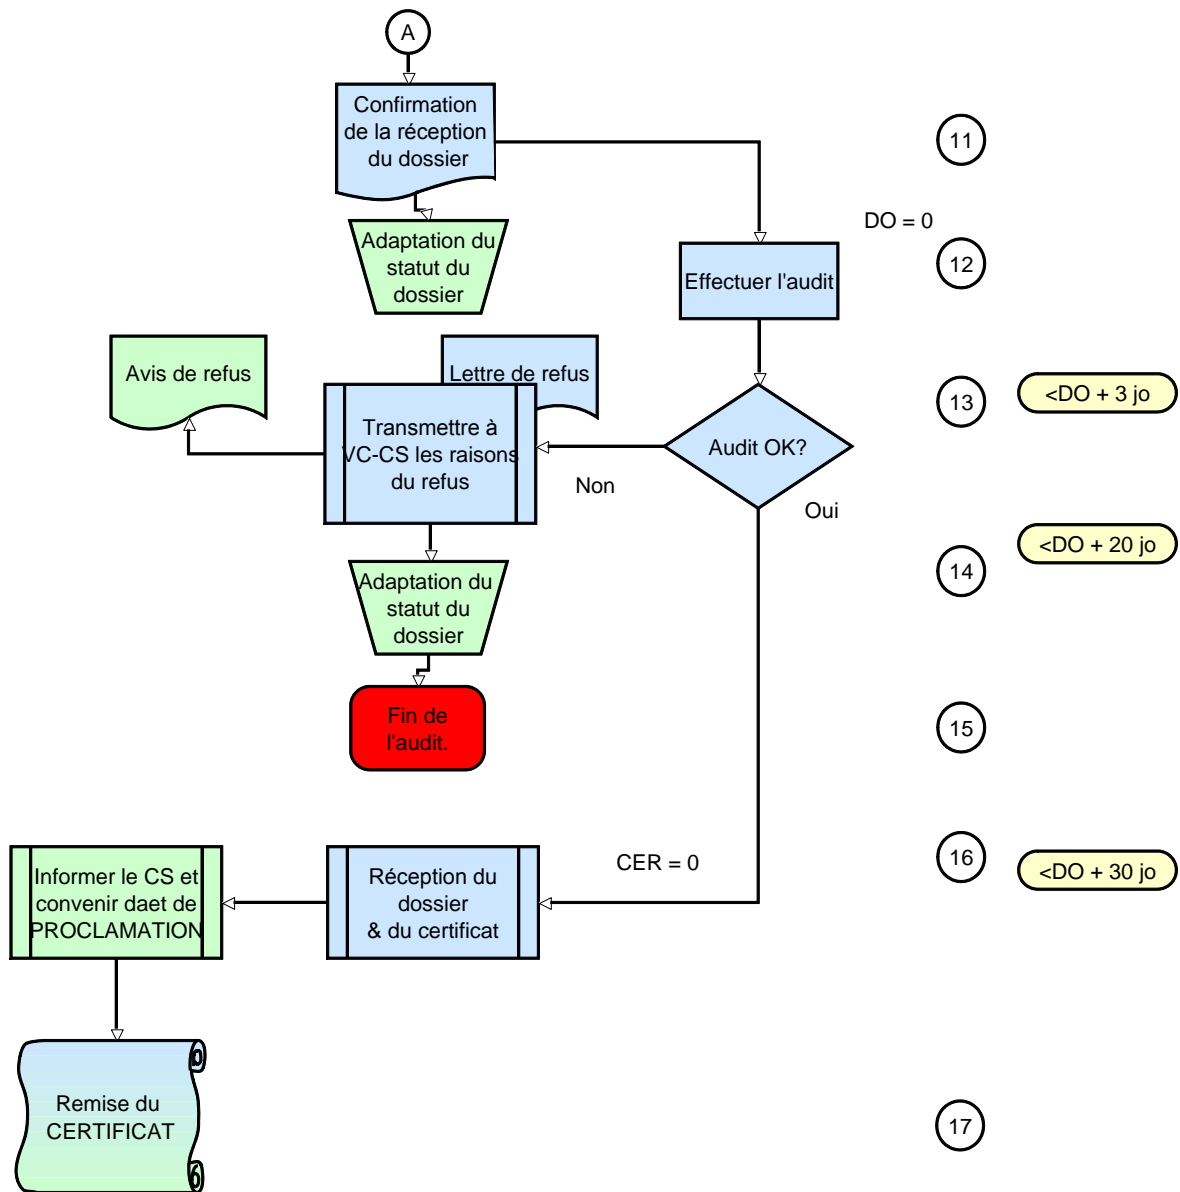 A
Confirmation
de la réception
du dossier
11
DO = 0
Adaptation du
statut du
dossier
Effectuer l'audit
12
Avis de refus
Lettre de refus
13
<DO + 3 jo
Transmettre à
VC-CS les raisons
du refus
Audit OK?
Non
Oui
<DO + 20 jo
14
Adaptation du
statut du
dossier
Fin de
l'audit.
15
16
<DO + 30 jo
CER = 0
Informer le CS et
convenir daet de
PROCLAMATION
Réception du
dossier
& du certificat
Remise du
CERTIFICAT
17